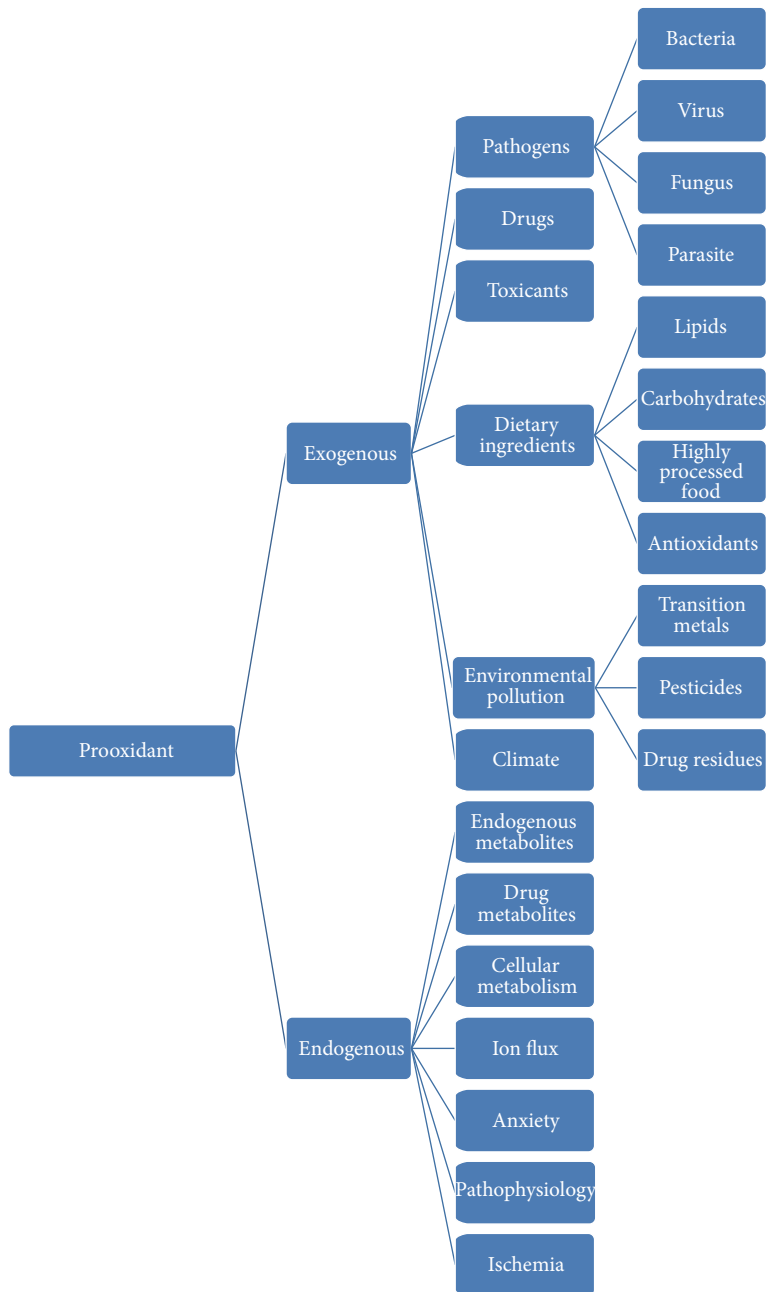 Bacteria
Virus
Pathogens
Fungus
Drugs
Parasite
Toxicants
Lipids
Carbohydrates
Dietary
ingredients
Exogenous
Highly
processed
food
Antioxidants
Transition
metals
Environmental
pollution
Pesticides
Prooxidant
Climate
Drug residues
Endogenous
metabolites
Drug
metabolites
Cellular
metabolism
Endogenous
Ion flux
Anxiety
Pathophysiology
Ischemia